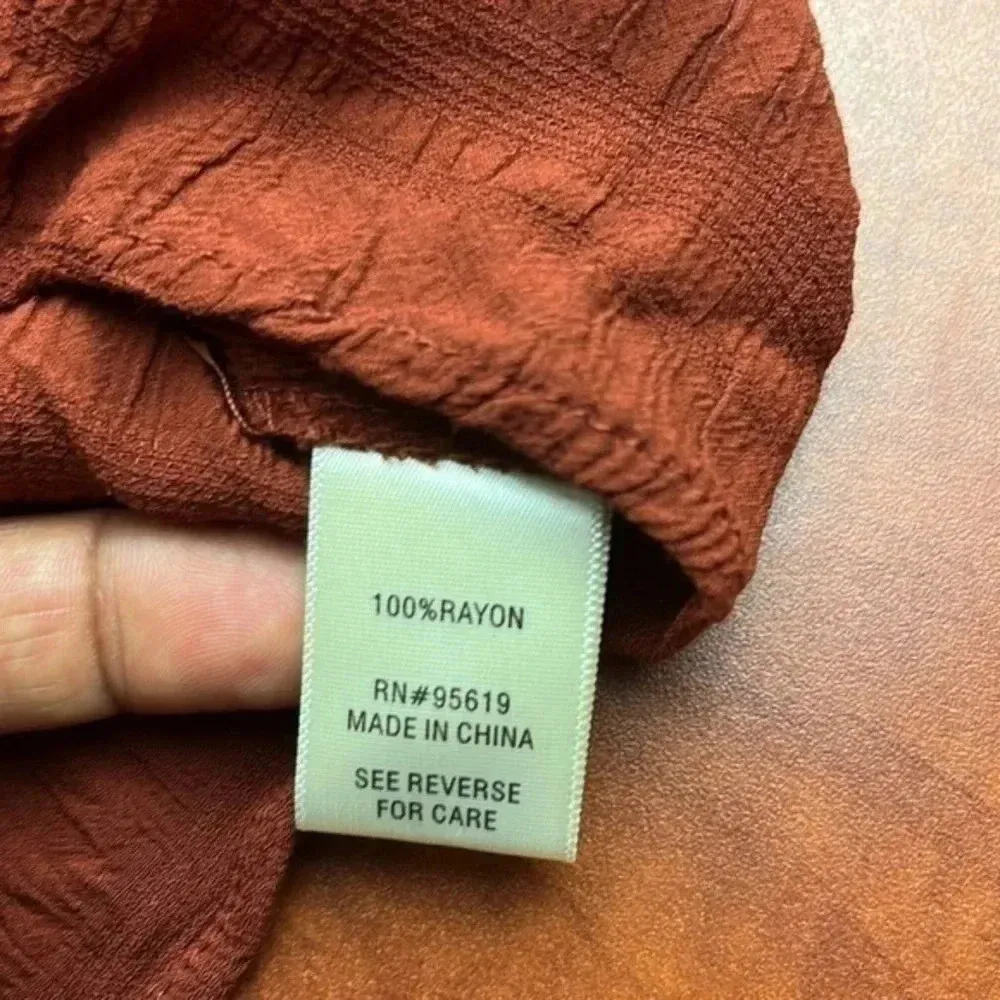 100%RAYON
RN#95619
MADE IN CHINA
SEE REVERSE
FOR CARE